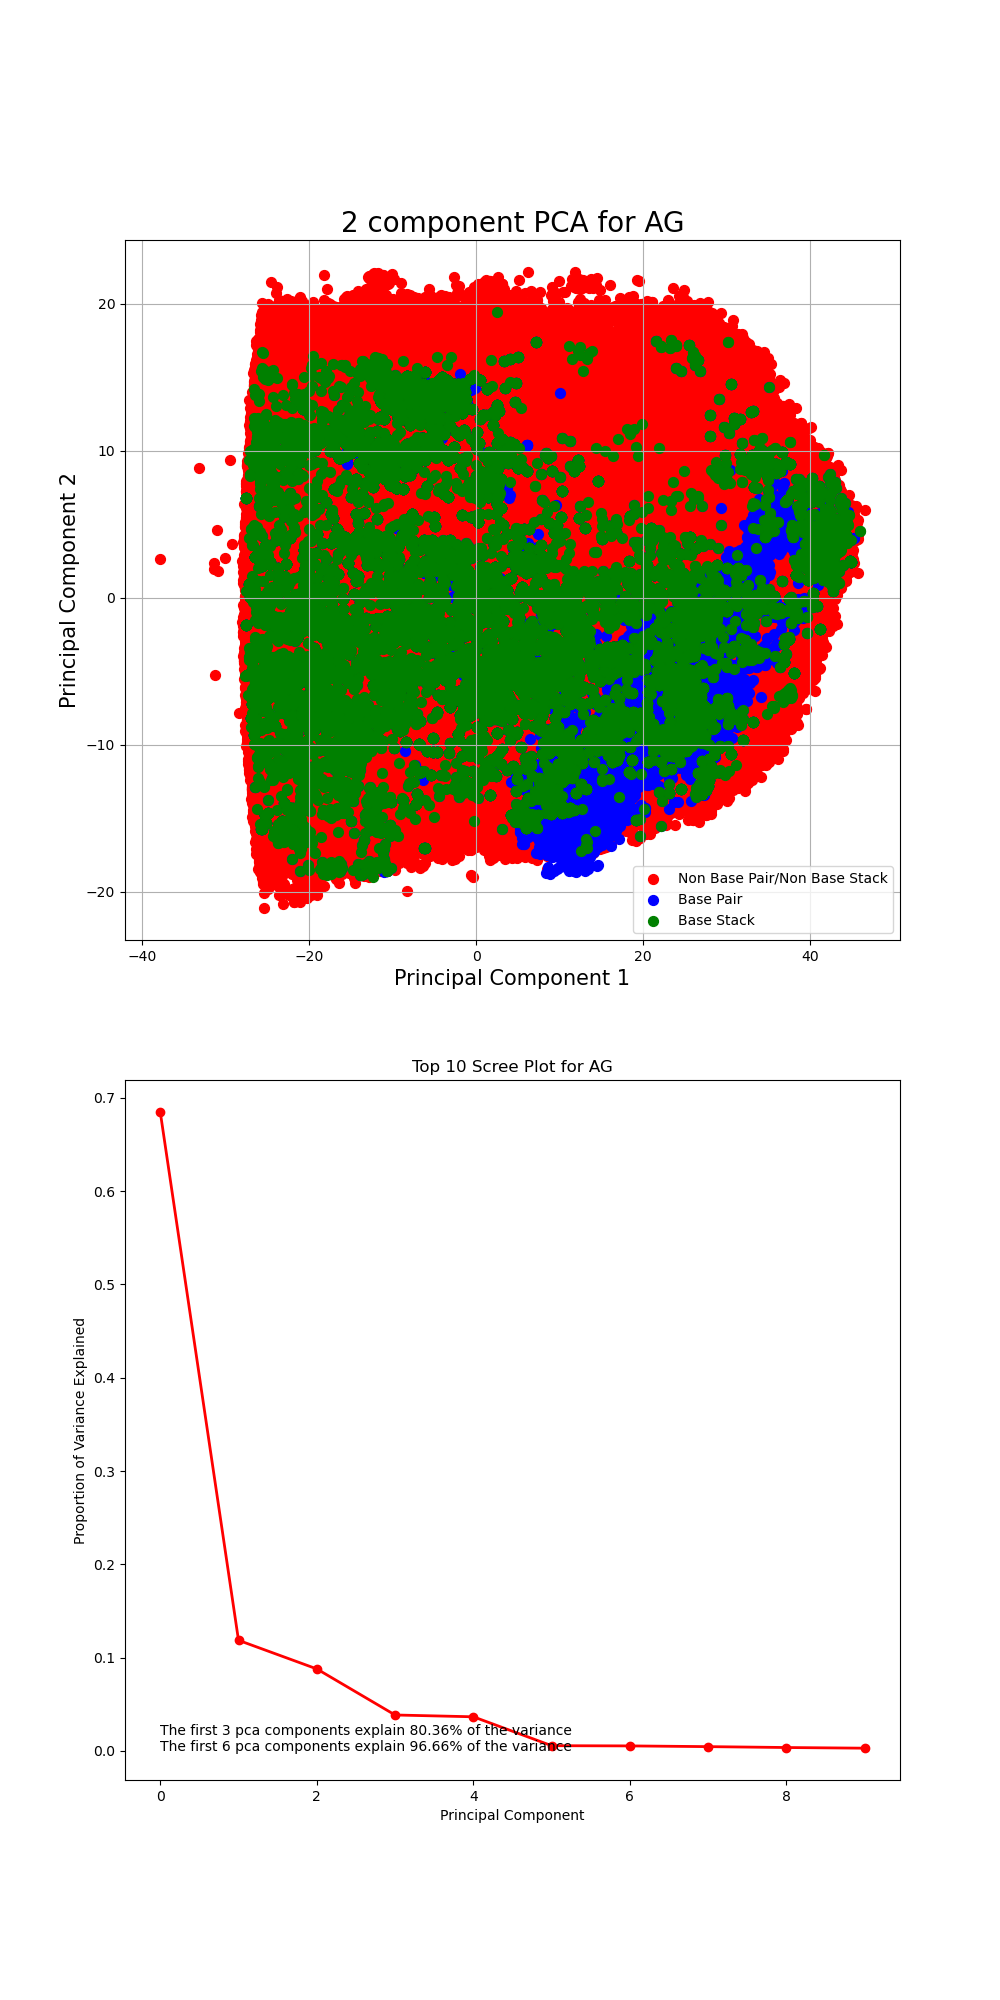 2 component PCA for AG
Principal Component 2
20
10
0
−10
−20
Non Base Pair/Non Base Stack
Base Pair
Base Stack
−40
−20
0
20
40
Principal Component 1
Top 10 Scree Plot for AG
Proportion of Variance Explained
0.7
0.6
0.5
0.4
0.3
0.2
0.1
0.0
The first 3 pca components explain 80.36% of the variance
The first 6 pca components explain 96.66% of the variance
0
2
4
6
8
Principal Component